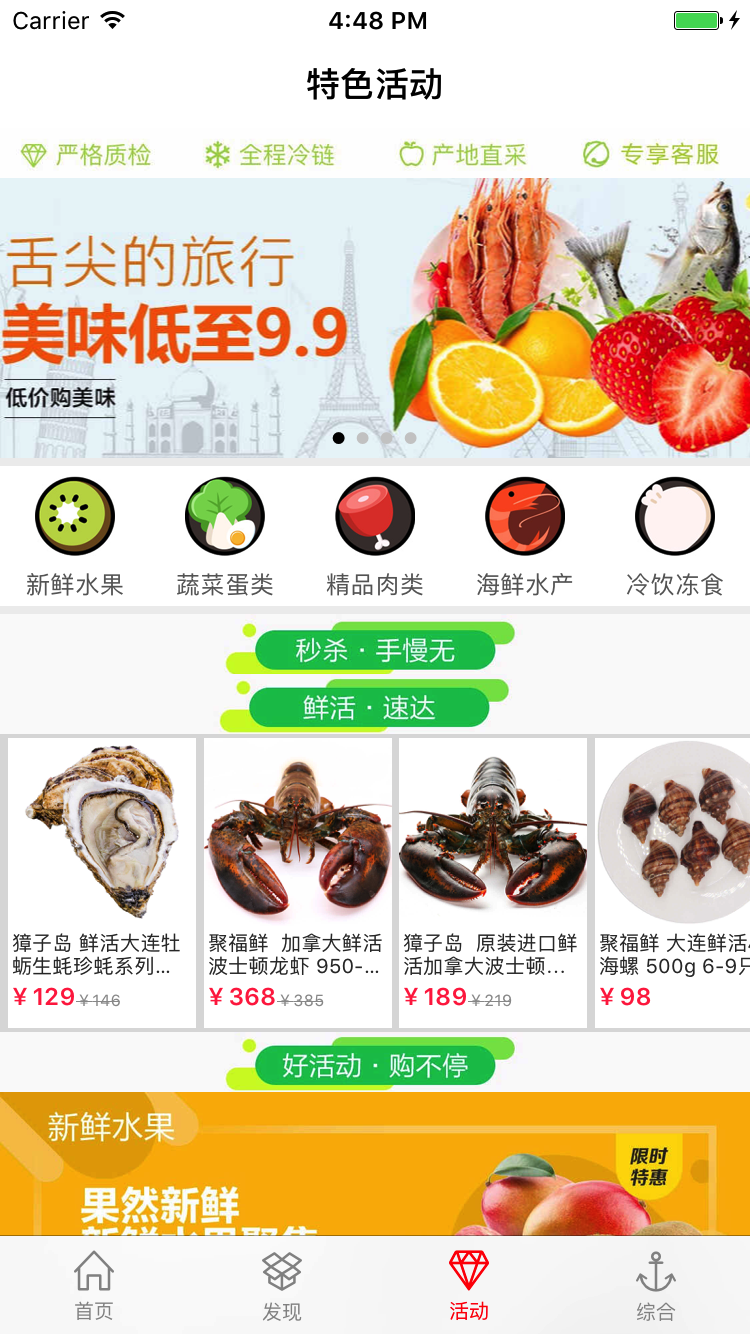 Carrier 4:48 PM
特色活动
严格质检 全程冷链 产地直采 专享客服
舌尖的旅行
美味低至9.9
低价购美味
新鲜水果 蔬菜蛋类 精品肉类 海鲜水产 冷饮冻食
秒杀·手慢无
鲜活·速达
獐子岛 鲜活大连牡
蛎生蚝珍蚝系列...
¥129 ¥146
聚福鲜 加拿大鲜活
波士顿龙虾 950-...
¥368 ¥385
獐子岛 原装进口鲜
活加拿大波士顿...
¥189 ¥219
聚福鲜 大连鲜活
海螺 500g 6-9只
¥98
好活动·购不停
新鲜水果
限时
特惠
果然新鲜
新鲜水果聚集
首页 发现 活动 综合